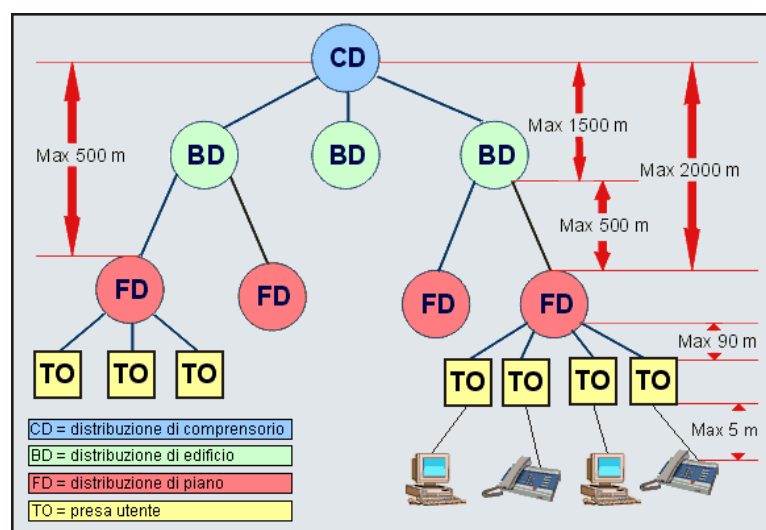 CD
Max 500 m
Max 1500 m
BD
BD
BD
Max 2000 m
Max 500 m
FD
FD
FD
FD
Max 90 m
TO
TO
TO
TO
TO
TO
TO
Max 5 m
CD = distribuzione di comprensorio
BD = distribuzione di edificio
FD = distribuzione di piano
TO = presa utente